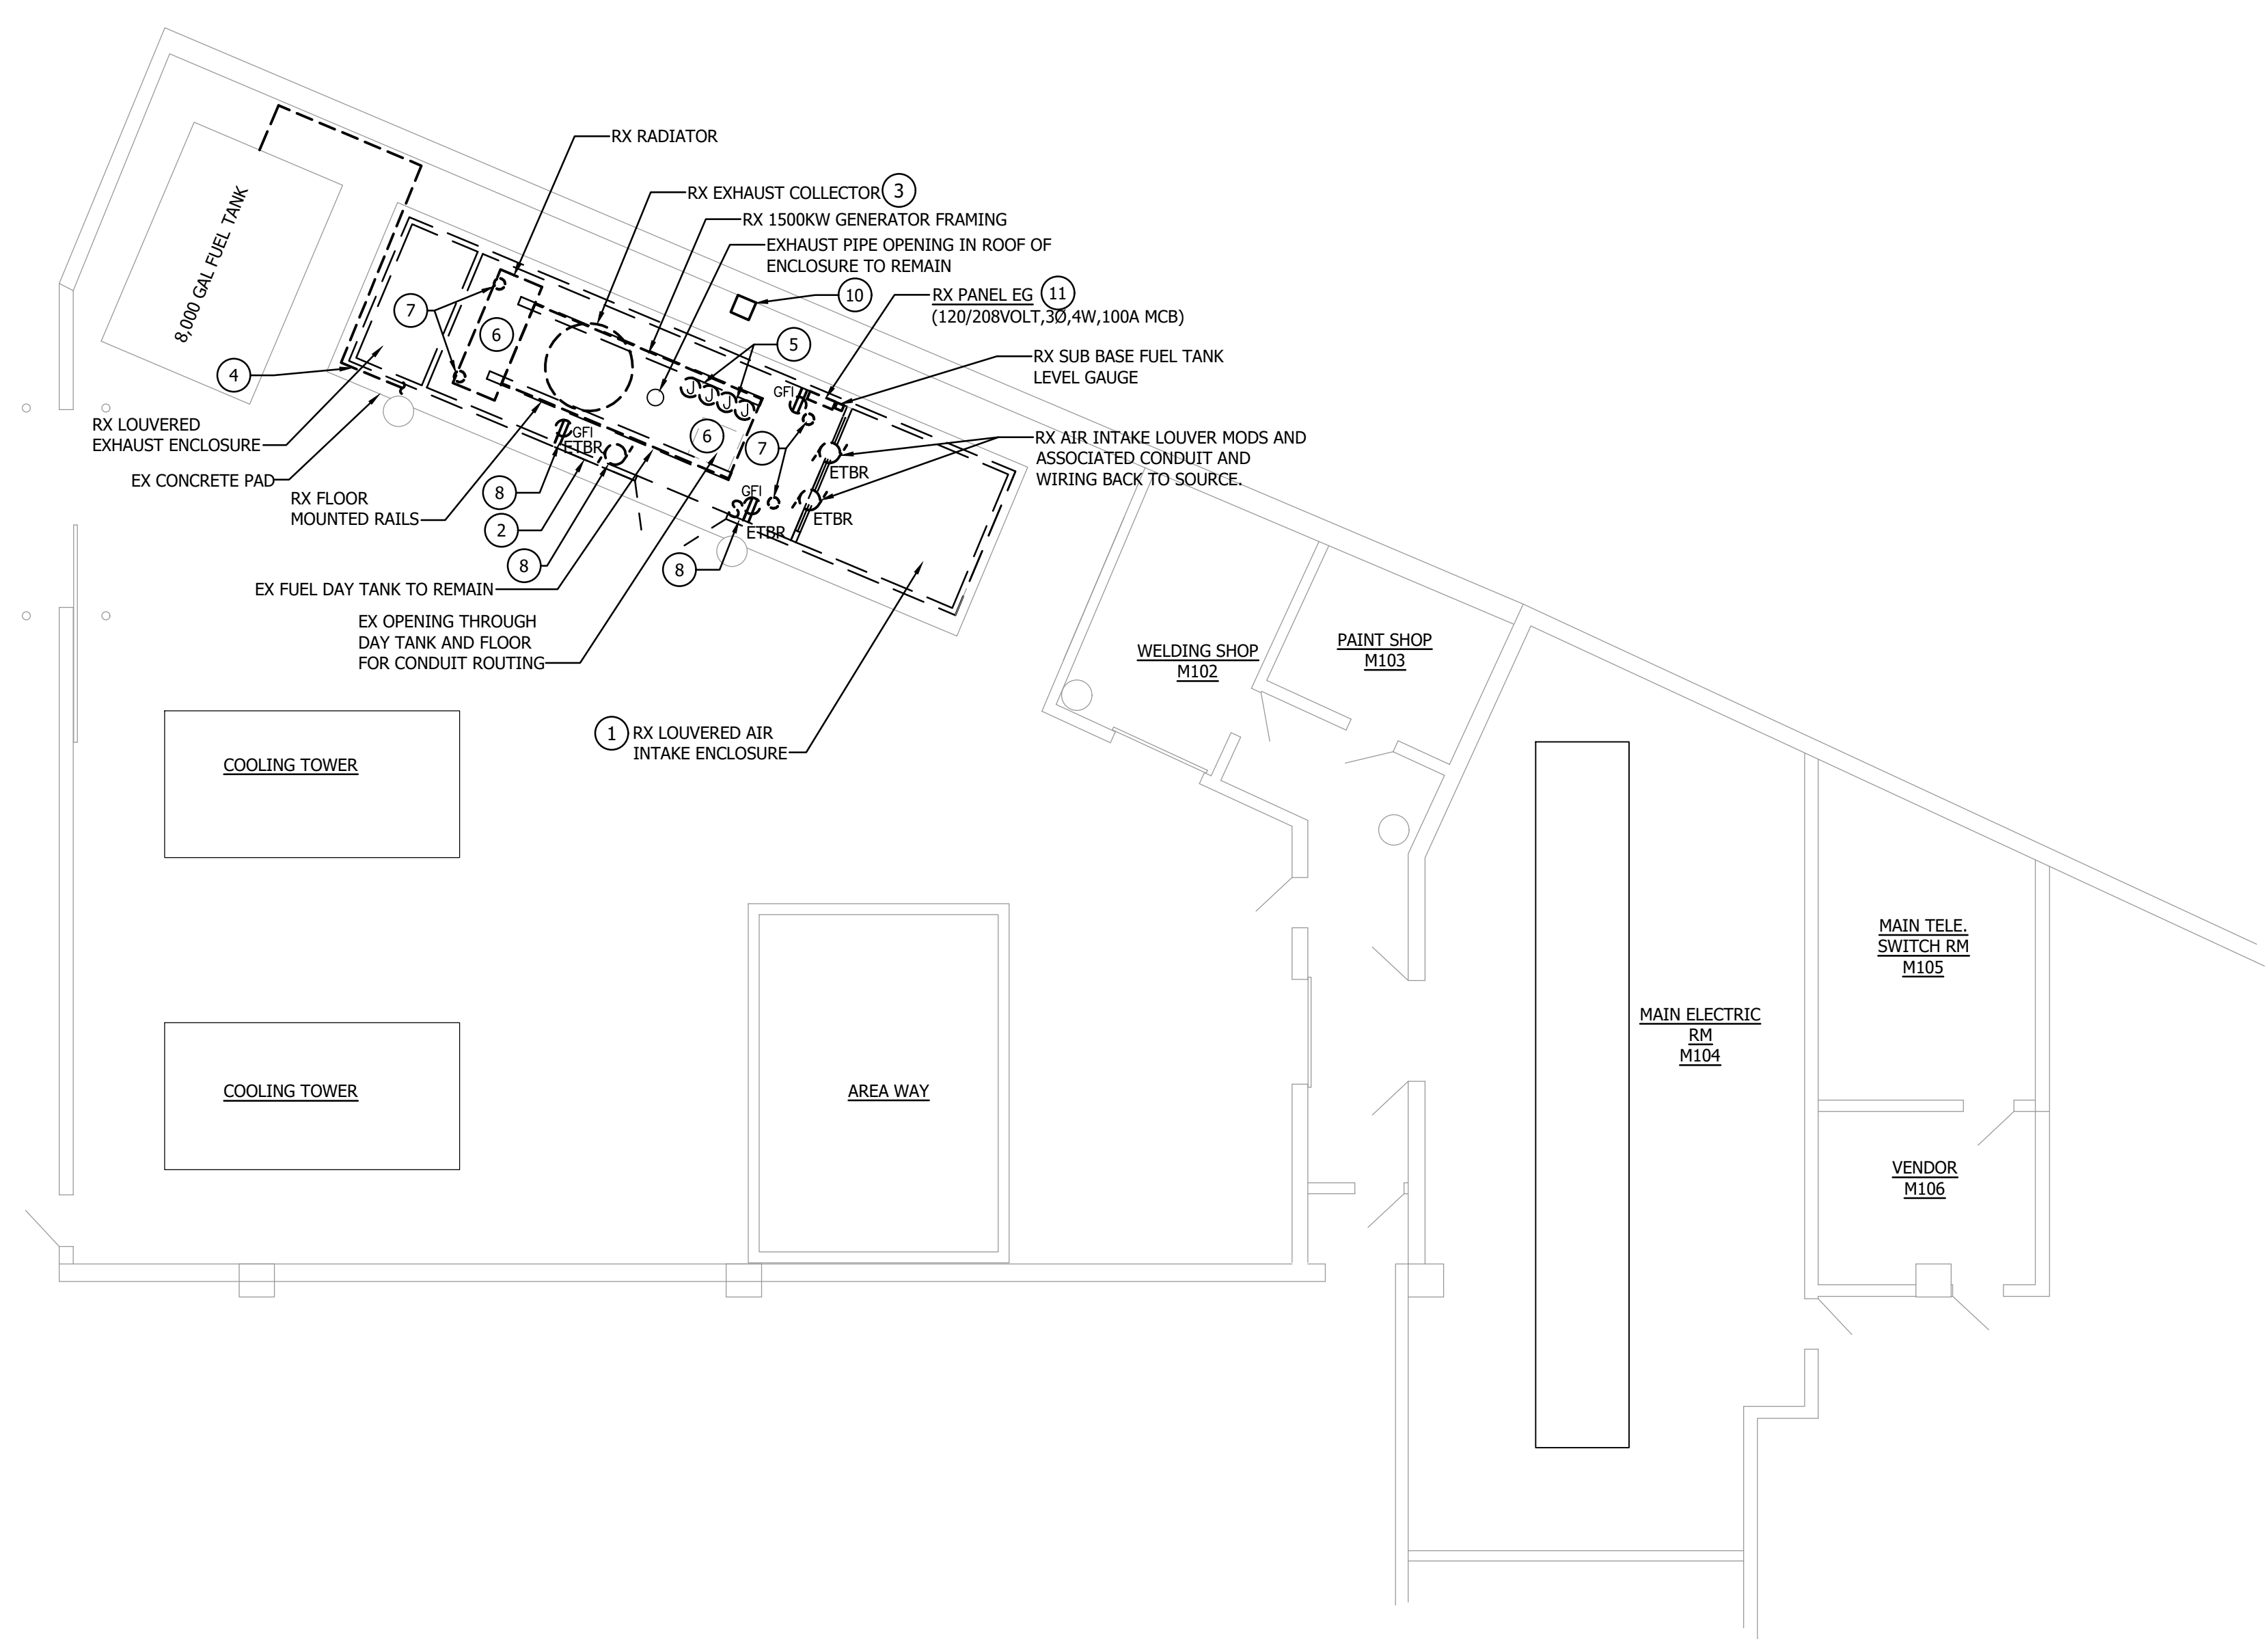 RX RADIATOR
RX EXHAUST COLLECTOR 3
RX 1500KW GENERATOR FRAMING
EXHAUST PIPE OPENING IN ROOF OF
ENCLOSURE TO REMAIN
10
RX PANEL EG 11
(120/208VOLT,3Ø,4W,100A MCB)
8,000 GAL FUEL TANK
7
6
5
RX SUB BASE FUEL TANK
LEVEL GAUGE
4
J
J
J
J
GFI
RX LOUVERED
EXHAUST ENCLOSURE
GFI
ETBR
6
7
RX AIR INTAKE LOUVER MODS AND
ASSOCIATED CONDUIT AND
WIRING BACK TO SOURCE.
ETBR
EX CONCRETE PAD
RX FLOOR
MOUNTED RAILS
8
GFI
ETBR
ETBR
2
8
8
EX FUEL DAY TANK TO REMAIN
EX OPENING THROUGH
DAY TANK AND FLOOR
FOR CONDUIT ROUTING
WELDING SHOP
M102
PAINT SHOP
M103
1 RX LOUVERED AIR
INTAKE ENCLOSURE
COOLING TOWER
MAIN TELE.
SWITCH RM
M105
MAIN ELECTRIC
RM
M104
COOLING TOWER
AREA WAY
VENDOR
M106